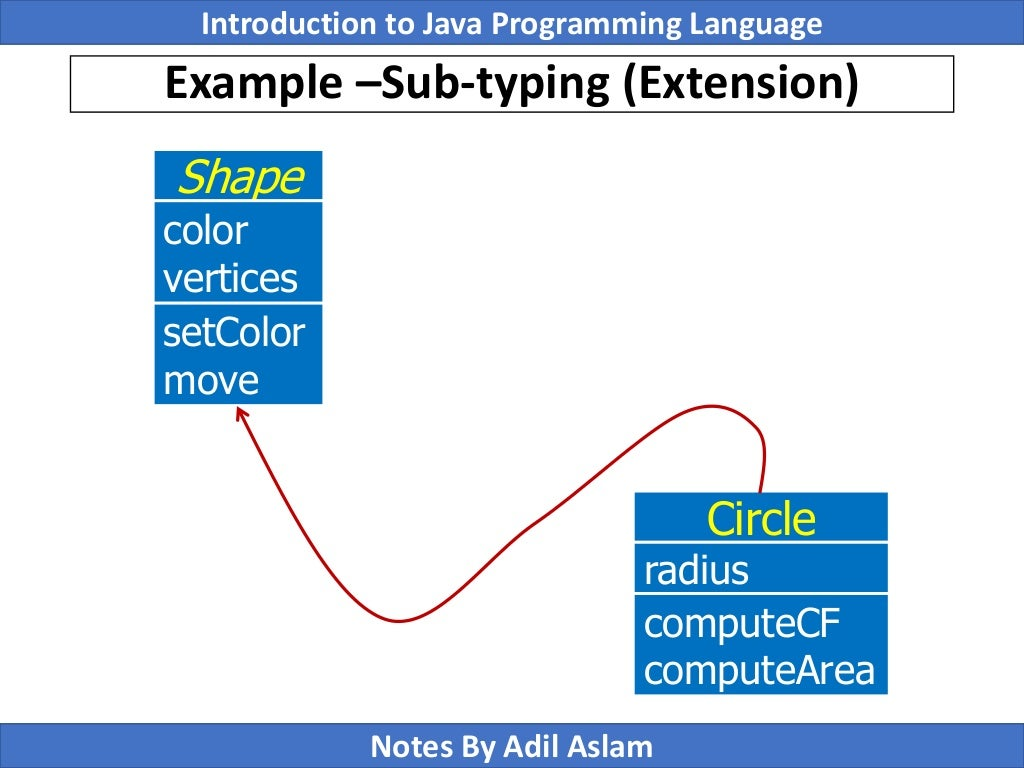 Introduction to Java Programming Language
Example –Sub-typing (Extension)
Shape
color
vertices
setColor
move
Circle
radius
computeCF
computeArea
Notes By Adil Aslam